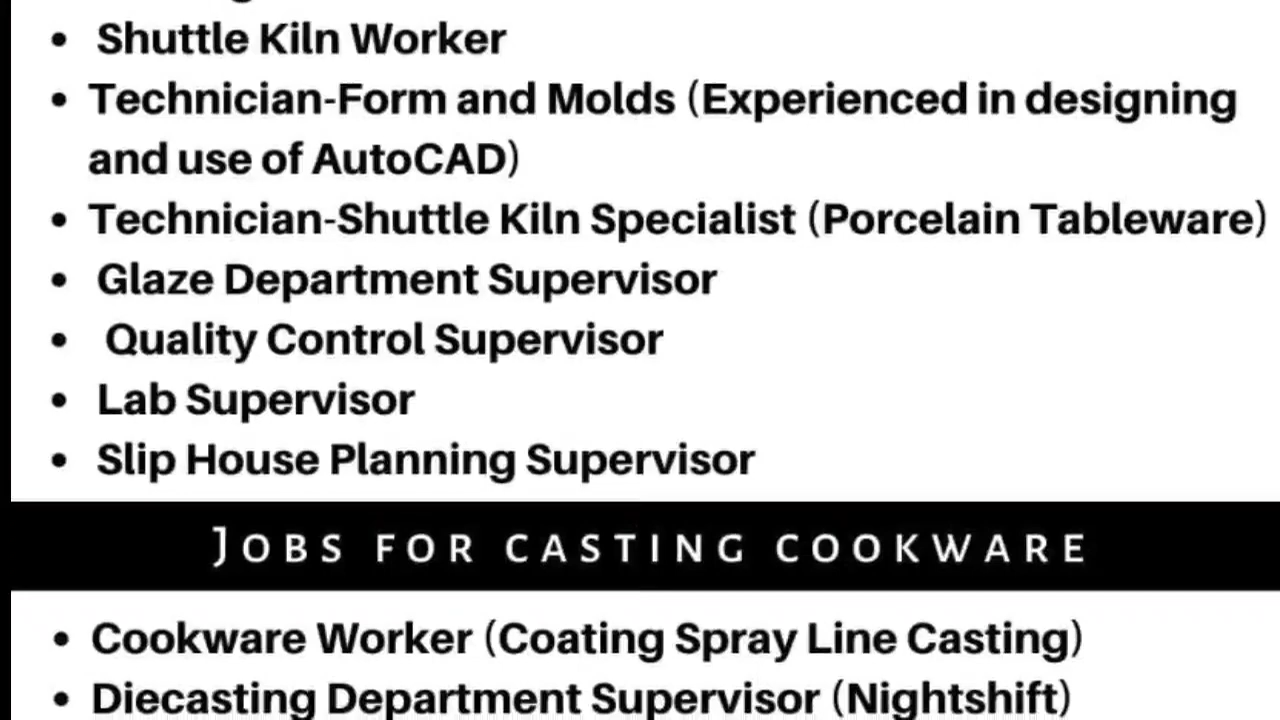 • Shuttle Kiln Worker
• Technician-Form and Molds (Experienced in designing
and use of AutoCAD)
• Technician-Shuttle Kiln Specialist (Porcelain Tableware)
• Glaze Department Supervisor
• Quality Control Supervisor
• Lab Supervisor
• Slip House Planning Supervisor
JOBS FOR CASTING COOKWARE
• Cookware Worker (Coating Spray Line Casting)
• Diecasting Department Supervisor (Nightshift)